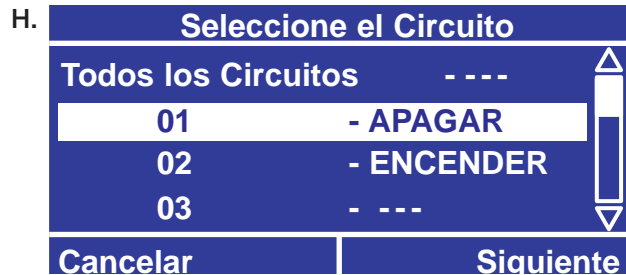 H.
Seleccione el Circuito
Todos los Circuitos - ----
01 - APAGAR
02 - ENCENDER
03 - ---
Cancelar Siguiente